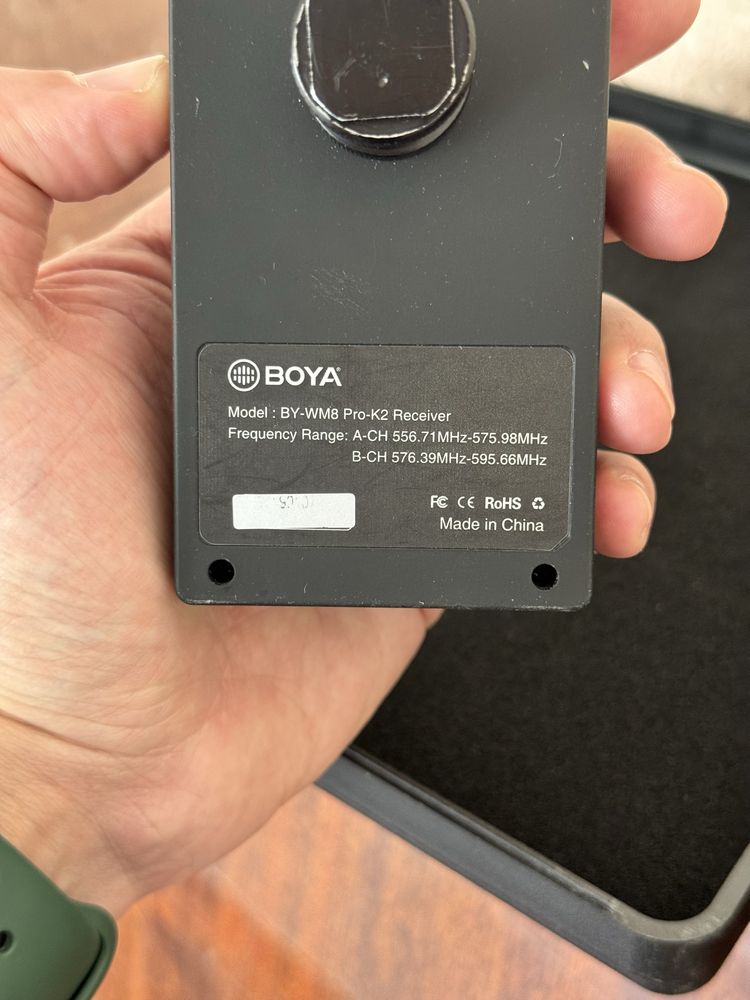 BOYA
Model : BY-WM8 Pro-K2 Receiver
Frequency Range: A-CH 556.71MHz-575.98MHz
B-CH 576.39MHz-595.66MHz
FC CE RoHS
Made in China